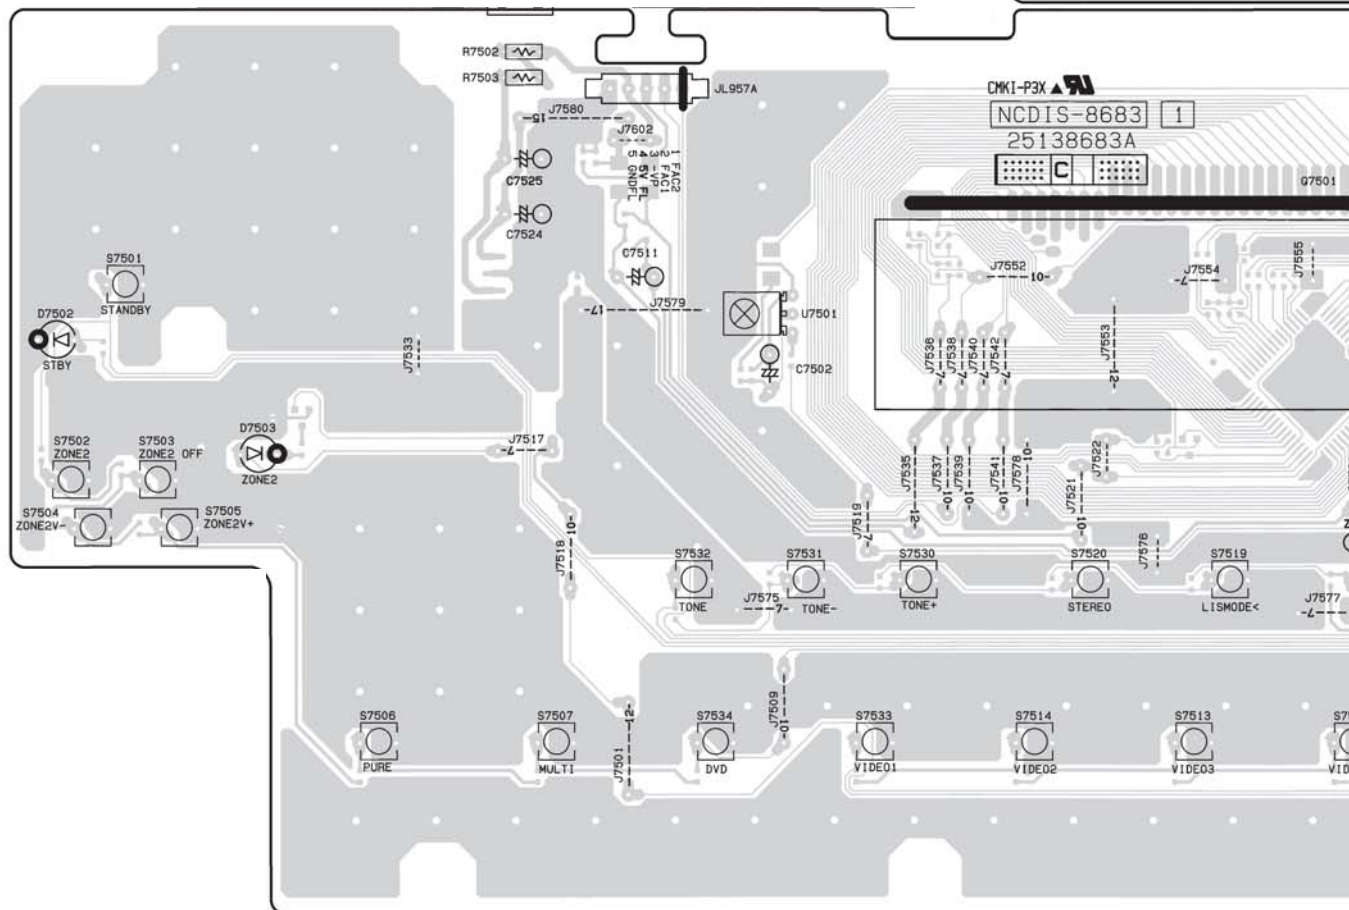 R7502
R7503
JL957A
J7580
15
J7602
1 FAC2
2 FAC1
3 -VP
4 5V FL
5 GNDFL
C7525
C7524
C7511
CMKI-P3X
NCDIS-8683 1
25138683A
C
Q7501
S7501
STANDBY
D7502
STBY
J7533
17- J7579
U7501
C7502
J7552
10-
J7554
-7-
J7555
J7553
-12-
J7536
-7-
J7538
-7-
J7540
-7-
J7542
-7-
D7503
ZONE2
S7502
ZONE2
S7503
ZONE2 OFF
S7504
ZONE2V-
S7505
ZONE2V+
J7517
7-
J7518
10-
J7519
-7-
J7535
-12-
J7537
-10-
J7539
-10-
J7541
-10-
J7578
10-
J7521
-10-
J7522
J7576
S7532
TONE
S7531
TONE-
S7530
TONE+
S7520
STEREO
S7519
LISMODE<
J7575
-7-
J7577
-7-
S7506
PURE
S7507
MULTI
J7501
-12-
S7534
DVD
J7509
-10-
S7533
VIDEO1
S7514
VIDEO2
S7513
VIDEO3